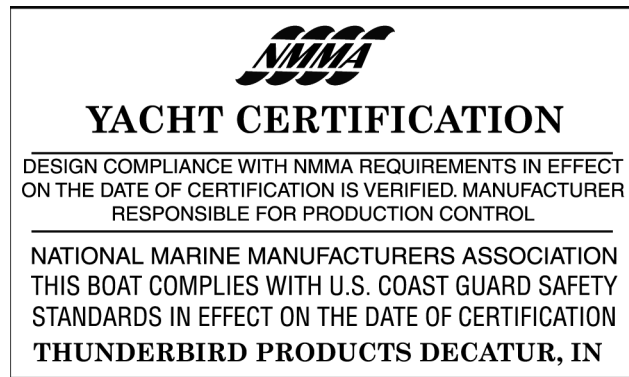 NMMA
YACHT CERTIFICATION
DESIGN COMPLIANCE WITH NMMA REQUIREMENTS IN EFFECT
ON THE DATE OF CERTIFICATION IS VERIFIED. MANUFACTURER
RESPONSIBLE FOR PRODUCTION CONTROL
NATIONAL MARINE MANUFACTURERS ASSOCIATION
THIS BOAT COMPLIES WITH U.S. COAST GUARD SAFETY
STANDARDS IN EFFECT ON THE DATE OF CERTIFICATION
THUNDERBIRD PRODUCTS DECATUR, IN